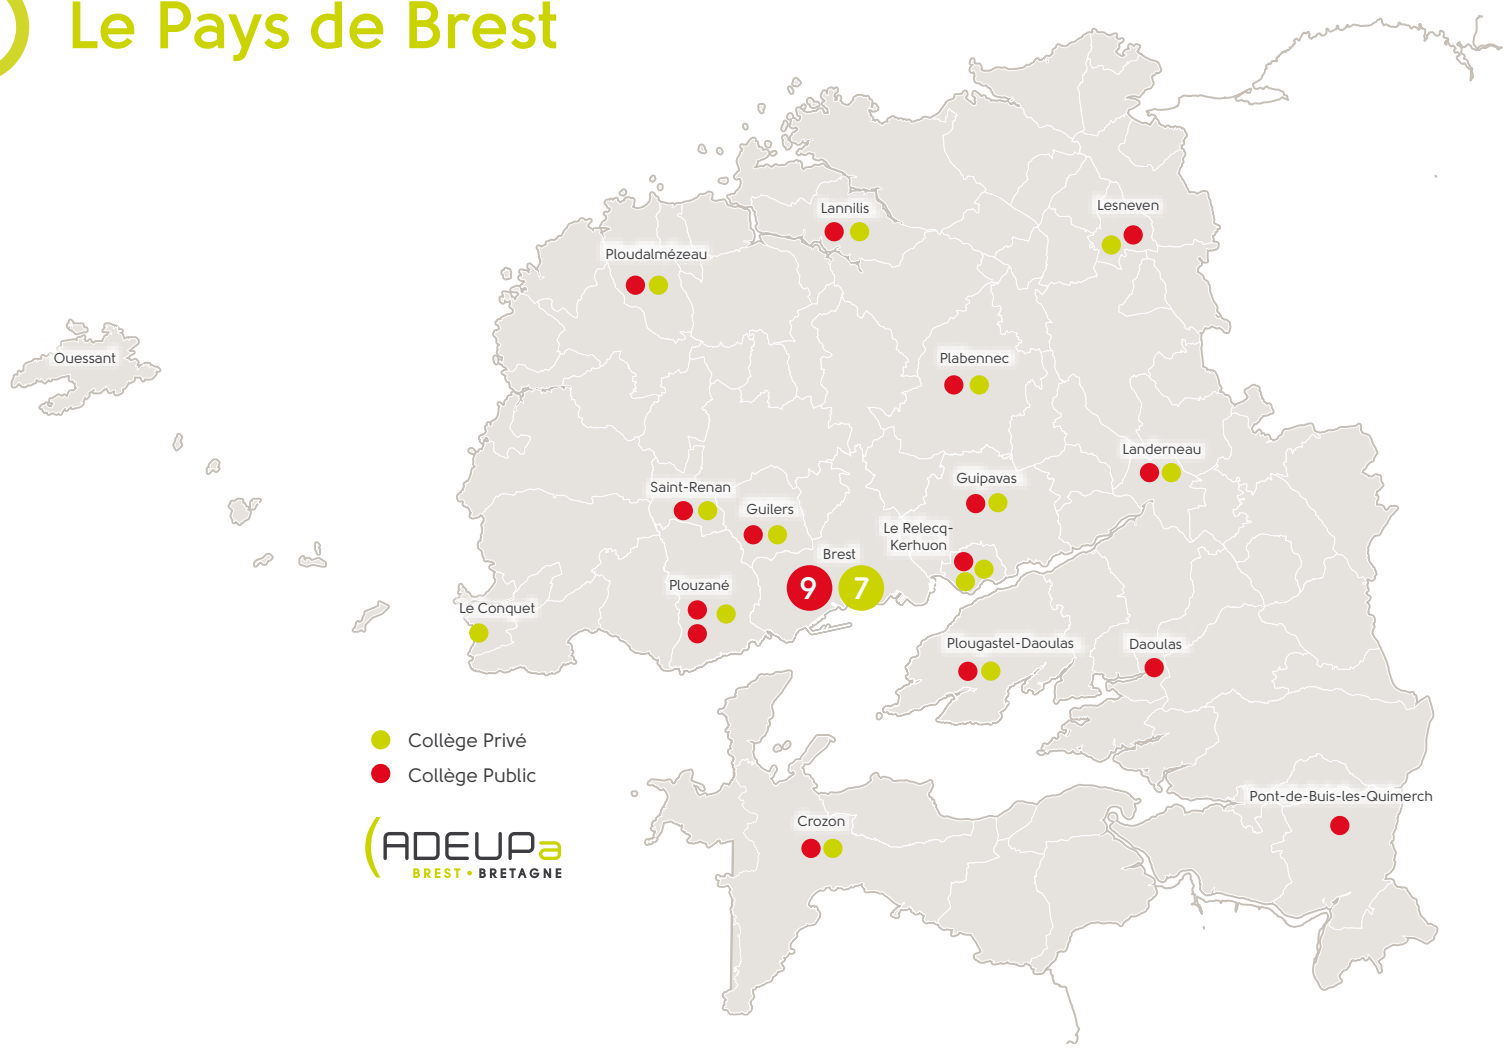 Le Pays de Brest
Lannilis
Lesneven
Ploudalmézeau
Ouessant
Plabennec
Landerneau
Guipavas
Saint-Renan
Guilers
Le Relecq-
Kerhuon
Brest
9
7
Plouzané
Le Conquet
Plougastel-Daoulas
Daoulas
Collège Privé
Collège Public
Pont-de-Buis-les-Quimerch
Crozon
ADEUPa
BREST • BRETAGNE